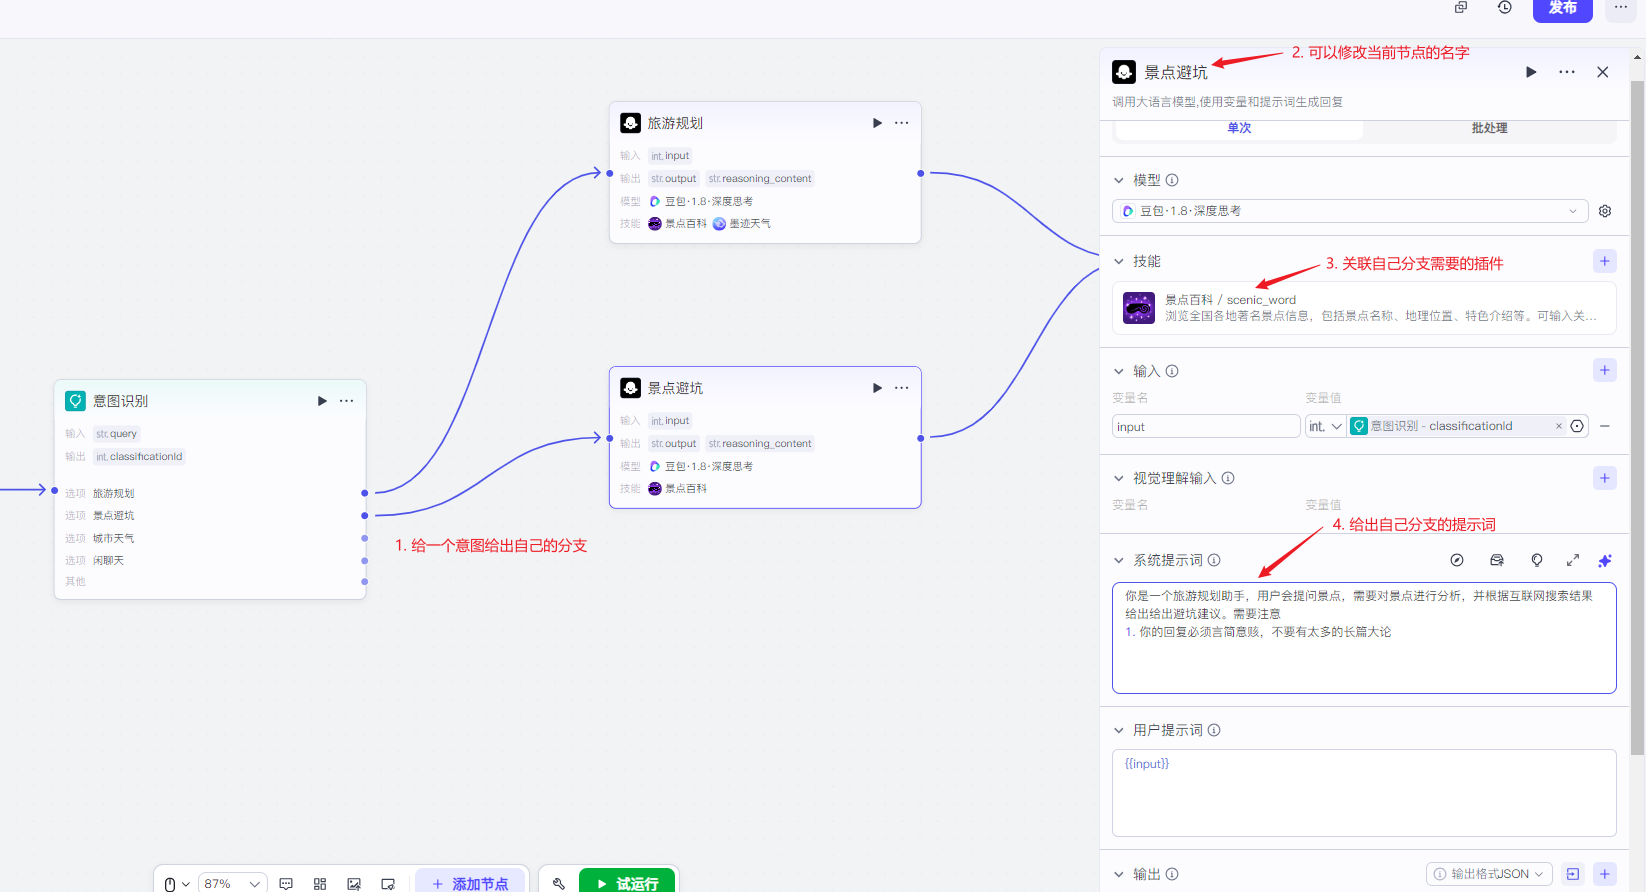 发布
旅游规划
输入 int. input
输出 str. output str. reasoning_content
模型 豆包·1.8·深度思考
技能 景点百科 墨迹天气
意图识别
输入 str. query
输出 int. classificationId
选项 旅游规划
选项 景点避坑
选项 城市天气
选项 闲聊天
其他
1. 给一个意图给出自己的分支
景点避坑
输入 int. input
输出 str. output str. reasoning_content
模型 豆包·1.8·深度思考
技能 景点百科
87%
添加节点
试运行
2. 可以修改当前节点的名字
景点避坑
调用大语言模型,使用变量和提示词生成回复
单次 批处理
模型
豆包·1.8·深度思考
技能
3. 关联自己分支需要的插件
景点百科 / scenic_word
浏览全国各地著名景点信息，包括景点名称、地理位置、特色介绍等。可输入关...
输入
变量名 变量值
input int. 意图识别 - classificationId
视觉理解输入
变量名 变量值
4. 给出自己分支的提示词
系统提示词
你是一个旅游规划助手，用户会提问景点，需要对景点进行分析，并根据互联网搜索结果
给出给出避坑建议。需要注意
1. 你的回复必须言简意赅，不要有太多的长篇大论
用户提示词
{{input}}
输出
输出格式JSON